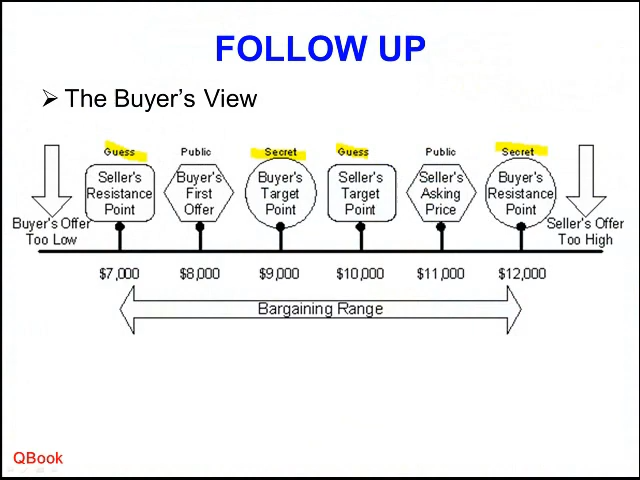 FOLLOW UP
➢ The Buyer's View
Guess Public Secret Guess Public Secret
Seller's Resistance Point
Buyer's First Offer
Buyer's Target Point
Seller's Target Point
Seller's Asking Price
Buyer's Resistance Point
Buyer's Offer Too Low
Seller's Offer Too High
$7,000 $8,000 $9,000 $10,000 $11,000 $12,000
Bargaining Range
QBook